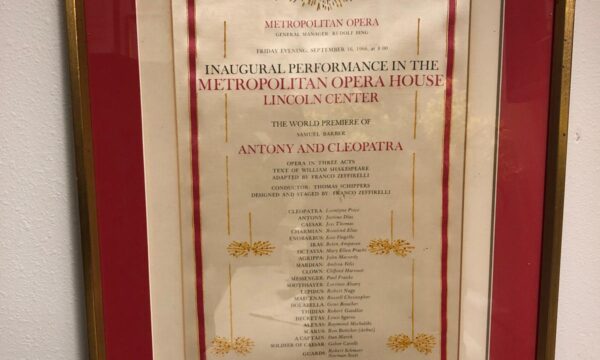 METROPOLITAN OPERA
GENERAL MANAGER RUDOLF BING
FRIDAY EVENING, SEPTEMBER 16, 1966, at 8:00
INAUGURAL PERFORMANCE IN THE
METROPOLITAN OPERA HOUSE
LINCOLN CENTER
THE WORLD PREMIERE OF
SAMUEL BARBER
ANTONY AND CLEOPATRA
OPERA IN THREE ACTS
TEXT OF WILLIAM SHAKESPEARE
ADAPTED BY FRANCO ZEFFIRELLI
CONDUCTOR: THOMAS SCHIPPERS
DESIGNED AND STAGED BY FRANCO ZEFFIRELLI
CLEOPATRA: Leontyne Price
ANTONY: Justino Díaz
CAESAR: Jess Thomas
CHARMIAN: Rosalind Elias
ENOBARBUS: Ezio Flagello
IRAS: Belén Amparan
OCTAVIA: Mary Ellen Pracht
AGRIPPA: John Macurdy
MARDIAN: Andrea Velis
CLOWN: Clifford Harvuot
MESSENGER: Paul Franke
SOOTHSAYER: Lorenzo Alvary
LEPIDUS: Robert Nagy
MAECENAS: Russell Christopher
DOLABELLA: Gene Boucher
THIDIAS: Robert Goodloe
DECRETAS: Louis Sgarro
ALEXAS: Raymond Michalski
SCARUS: Ron Bottcher (debut)
A CAPTAIN: Dan Marek
SOLDIER OF CAESAR: Gabor Carelli
GUARDS: Robert Schmorr
Norman Scott